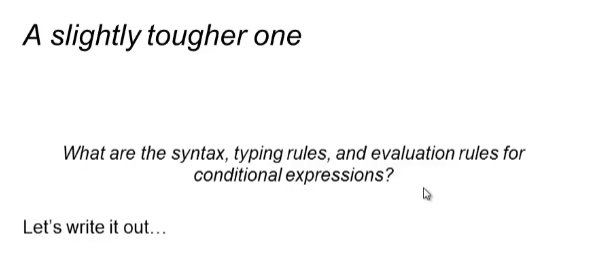 A slightly tougher one
What are the syntax, typing rules, and evaluation rules for
conditional expressions?
Let's write it out…